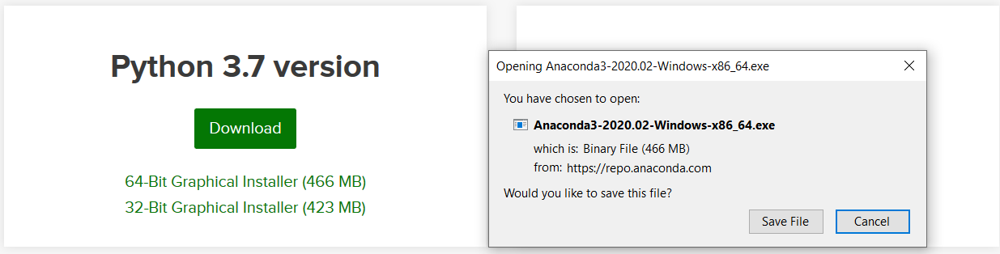 Python 3.7 version
Download
64-Bit Graphical Installer (466 MB)
32-Bit Graphical Installer (423 MB)
Opening Anaconda3-2020.02-Windows-x86_64.exe
You have chosen to open:
Anaconda3-2020.02-Windows-x86_64.exe
which is: Binary File (466 MB)
from: https://repo.anaconda.com
Would you like to save this file?
Save File Cancel